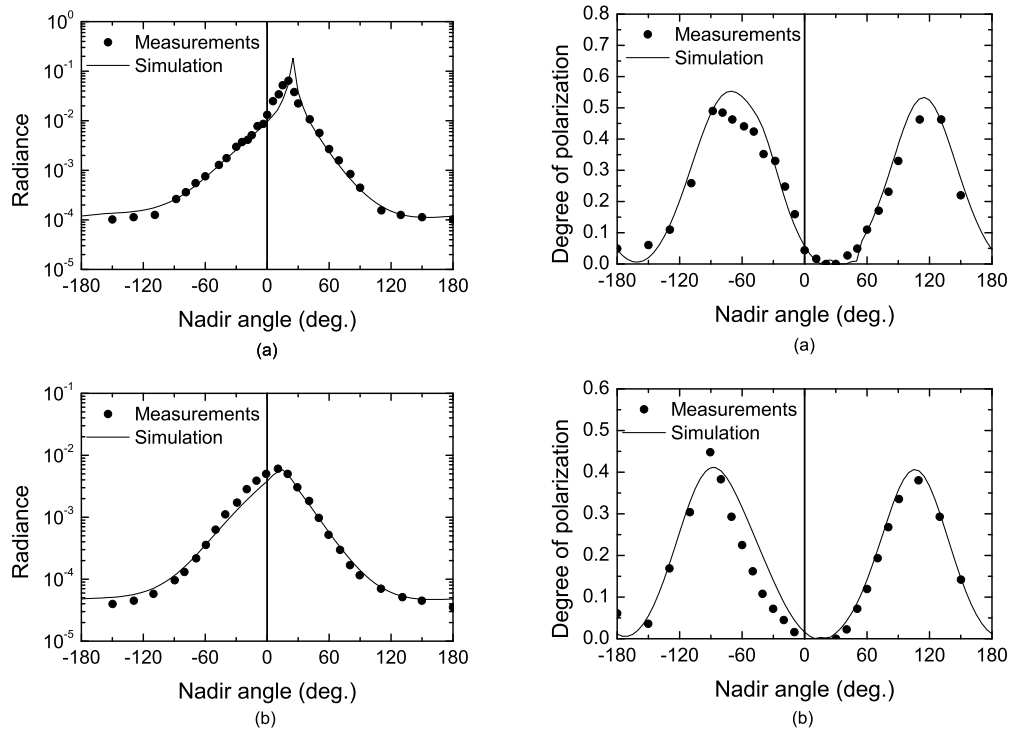 10^0
10^-1
10^-2
10^-3
10^-4
10^-5
Radiance
Measurements
Simulation
-180 -120 -60 0 60 120 180
Nadir angle (deg.)
(a)
0.8
0.7
0.6
0.5
0.4
0.3
0.2
0.1
0.0
Degree of polarization
Measurements
Simulation
-180 -120 -60 0 60 120 180
Nadir angle (deg.)
(a)
10^-1
10^-2
10^-3
10^-4
10^-5
Radiance
Measurements
Simulation
-180 -120 -60 0 60 120 180
Nadir angle (deg.)
(b)
0.6
0.5
0.4
0.3
0.2
0.1
0.0
Degree of polarization
Measurements
Simulation
-180 -120 -60 0 60 120 180
Nadir angle (deg.)
(b)